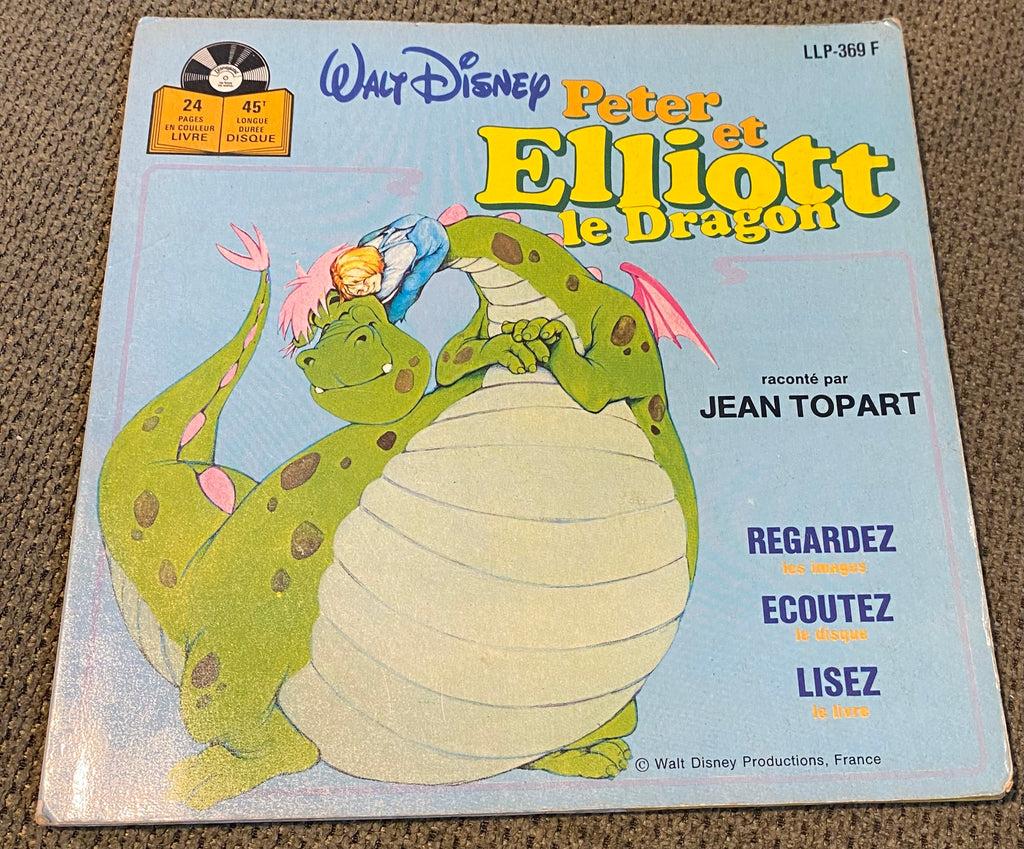 LLP-369 F
24
PAGES
EN COULEUR
LIVRE
45T
LONGUE
DURÉE
DISQUE
WALT DISNEY
Peter
et
Elliott
le Dragon
raconté par
JEAN TOPART
REGARDEZ
les images
ECOUTEZ
le disque
LISEZ
le livre
© Walt Disney Productions, France